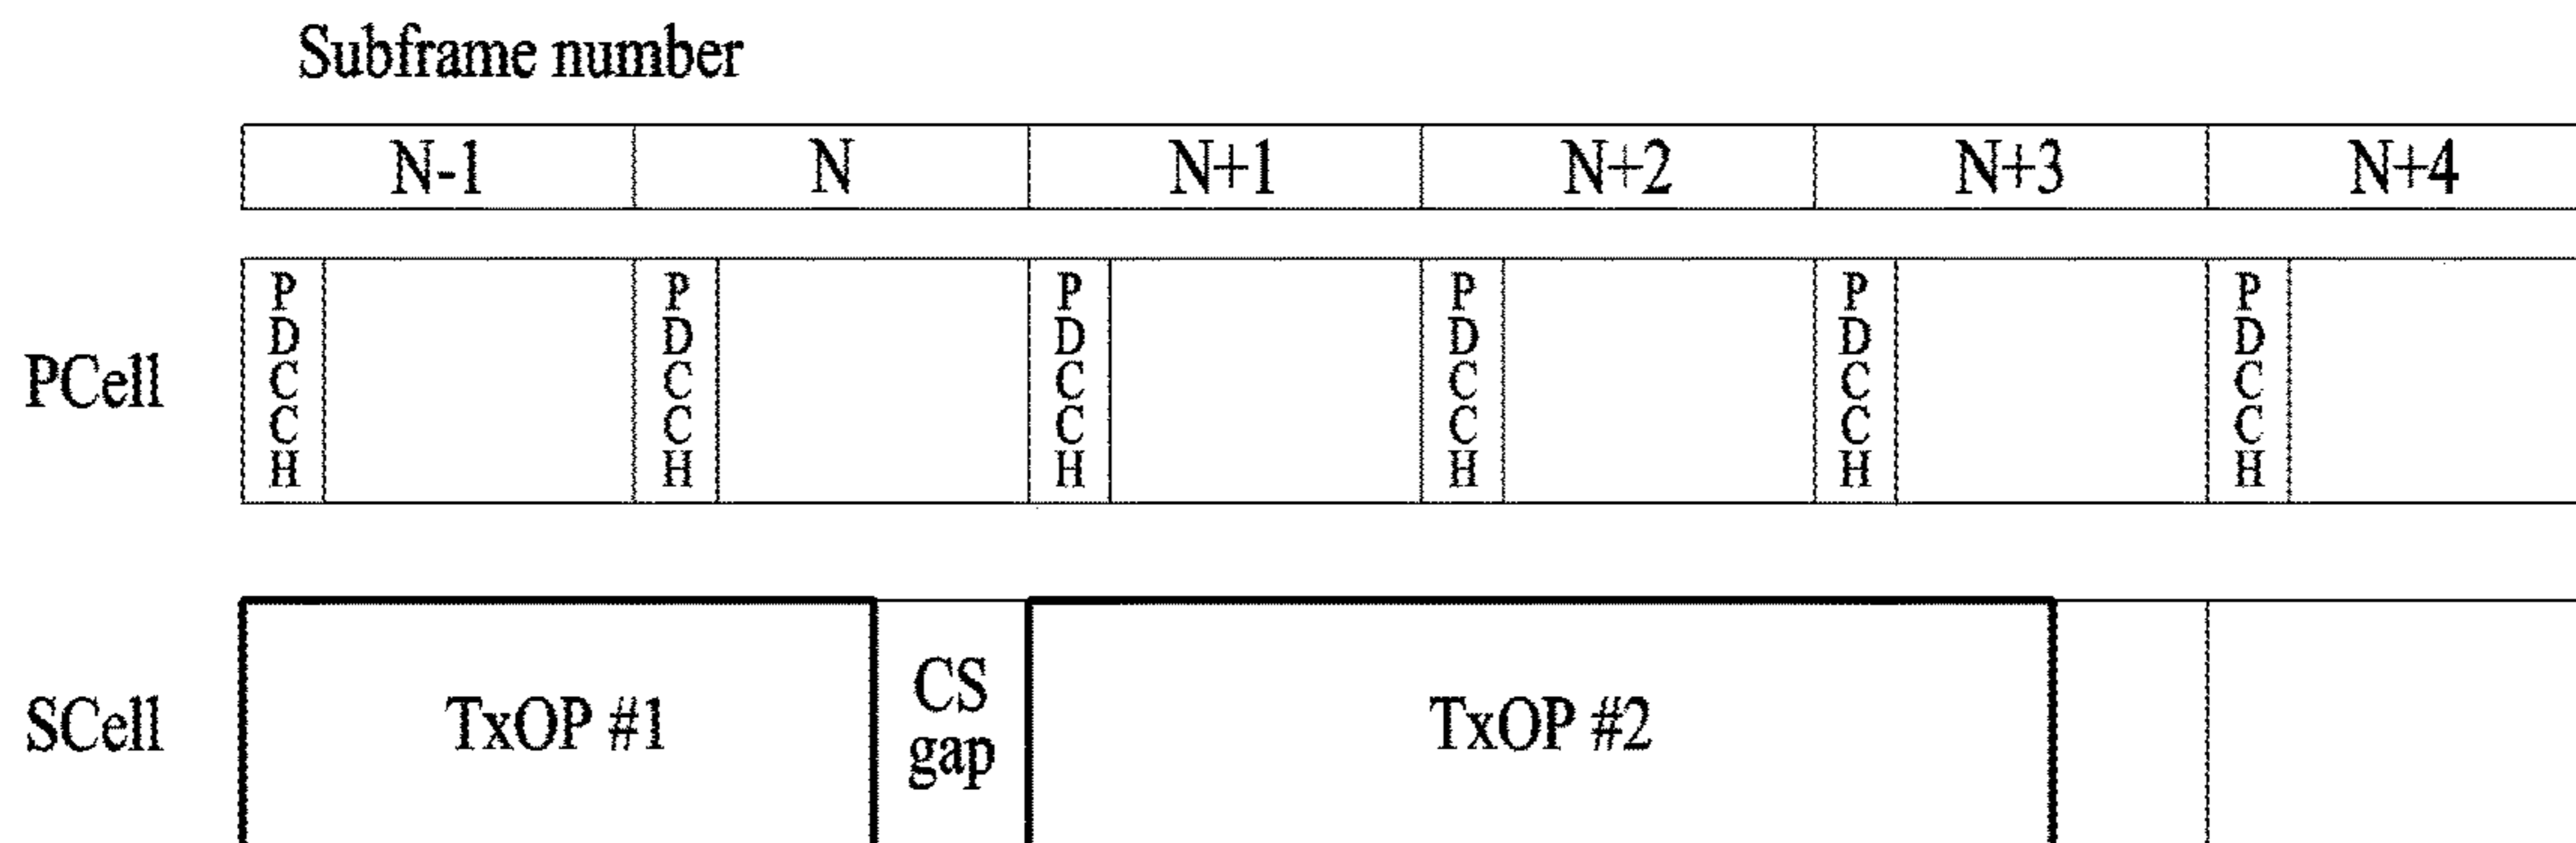 Subframe number
N-1 N N+1 N+2 N+3 N+4
PCell
PDCCH PDCCH PDCCH PDCCH PDCCH PDCCH
SCell
TxOP #1
CS
gap
TxOP #2